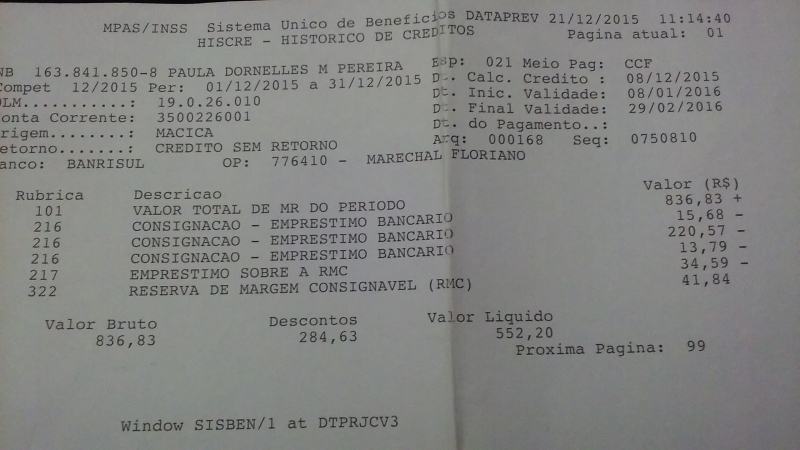 MPAS/INSS Sistema Unico de Beneficios DATAPREV 21/12/2015 11:14:40
HISCRE - HISTORICO DE CREDITOS Pagina atual: 01
NB 163.841.850-8 PAULA DORNELLES M PEREIRA Esp: 021 Meio Pag: CCF
Compet 12/2015 Per: 01/12/2015 a 31/12/2015 Dt. Calc. Credito : 08/12/2015
OLM...........: 19.0.26.010 Dt. Inic. Validade: 08/01/2016
onta Corrente: 3500226001 Dt. Final Validade: 29/02/2016
rigem........: MACICA Dt. do Pagamento..:
etorno.......: CREDITO SEM RETORNO Arq: 000168 Seq: 0750810
anco: BANRISUL OP: 776410 - MARECHAL FLORIANO
Rubrica Descricao Valor (R$)
101 VALOR TOTAL DE MR DO PERIODO 836,83 +
216 CONSIGNACAO - EMPRESTIMO BANCARIO 15,68 -
216 CONSIGNACAO - EMPRESTIMO BANCARIO 220,57 -
216 CONSIGNACAO - EMPRESTIMO BANCARIO 13,79 -
217 EMPRESTIMO SOBRE A RMC 34,59 -
322 RESERVA DE MARGEM CONSIGNAVEL (RMC) 41,84
Valor Bruto Descontos Valor Liquido
836,83 284,63 552,20
Proxima Pagina: 99
Window SISBEN/1 at DTPRJCV3